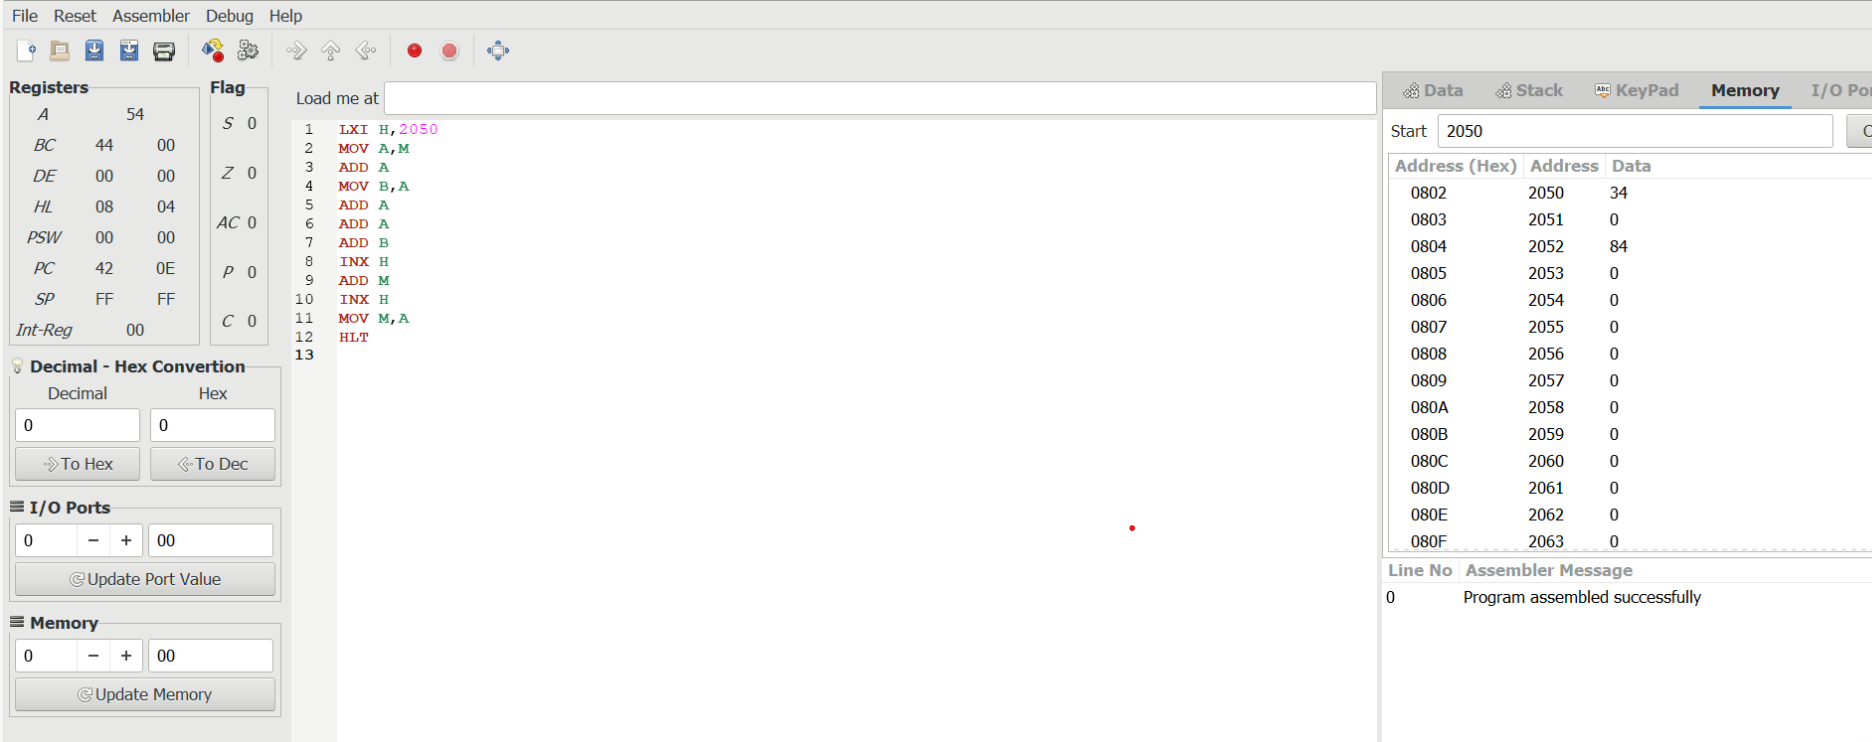 File Reset Assembler Debug Help
Registers
A 54
BC 44 00
DE 00 00
HL 08 04
PSW 00 00
PC 42 0E
SP FF FF
Int-Reg 00
Flag
S 0
Z 0
AC 0
P 0
C 0
Decimal - Hex Convertion
Decimal Hex
0 0
To Hex To Dec
I/O Ports
0 − + 00
Update Port Value
Memory
0 − + 00
Update Memory
Load me at
1 LXI H,2050
2 MOV A,M
3 ADD A
4 MOV B,A
5 ADD A
6 ADD A
7 ADD B
8 INX H
9 ADD M
10 INX H
11 MOV M,A
12 HLT
13
Data Stack Abc KeyPad Memory I/O Por
Start 2050
Address (Hex) Address Data
0802 2050 34
0803 2051 0
0804 2052 84
0805 2053 0
0806 2054 0
0807 2055 0
0808 2056 0
0809 2057 0
080A 2058 0
080B 2059 0
080C 2060 0
080D 2061 0
080E 2062 0
080F 2063 0
Line No Assembler Message
0 Program assembled successfully